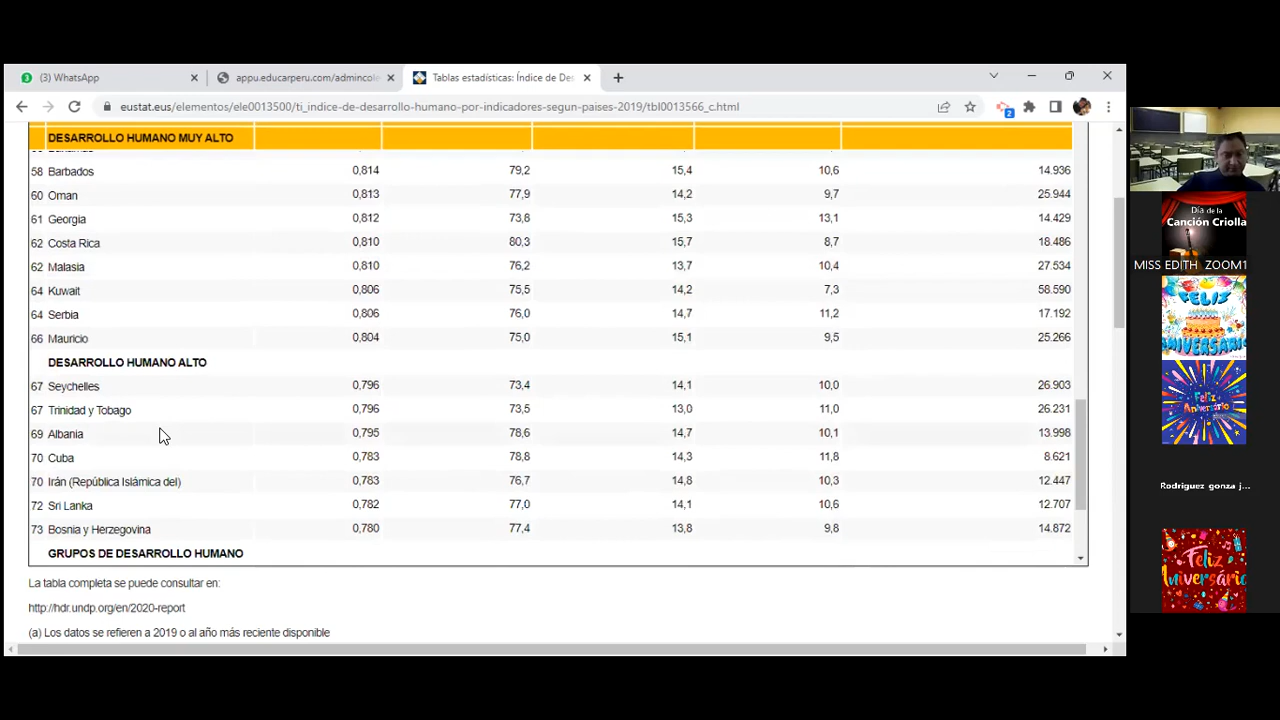 (3) WhatsApp
appu.educarperu.com/admincole
Tablas estadísticas: Índice de Des
eustat.eus/elementos/ele0013500/ti_indice-de-desarrollo-humano-por-indicadores-segun-paises-2019/tbl0013566_c.html
2
DESARROLLO HUMANO MUY ALTO
58 Barbados 0,814 79,2 15,4 10,6 14.936
60 Oman 0,813 77,9 14,2 9,7 25.944
61 Georgia 0,812 73,8 15,3 13,1 14.429
62 Costa Rica 0,810 80,3 15,7 8,7 18.486
62 Malasia 0,810 76,2 13,7 10,4 27.534
64 Kuwait 0,806 75,5 14,2 7,3 58.590
64 Serbia 0,806 76,0 14,7 11,2 17.192
66 Mauricio 0,804 75,0 15,1 9,5 25.266
DESARROLLO HUMANO ALTO
67 Seychelles 0,796 73,4 14,1 10,0 26.903
67 Trinidad y Tobago 0,796 73,5 13,0 11,0 26.231
69 Albania 0,795 78,6 14,7 10,1 13.998
70 Cuba 0,783 78,8 14,3 11,8 8.621
70 Irán (República Islámica del) 0,783 76,7 14,8 10,3 12.447
72 Sri Lanka 0,782 77,0 14,1 10,6 12.707
73 Bosnia y Herzegovina 0,780 77,4 13,8 9,8 14.872
GRUPOS DE DESARROLLO HUMANO
La tabla completa se puede consultar en:
http://hdr.undp.org/en/2020-report
(a) Los datos se refieren a 2019 o al año más reciente disponible
Día de la
Canción Criolla
MISS EDITH ZOOM1
FELIZ
ANIVERSÁRIO
Feliz
Aniversário
Rodriguez gonza j...
Feliz
Aniversário